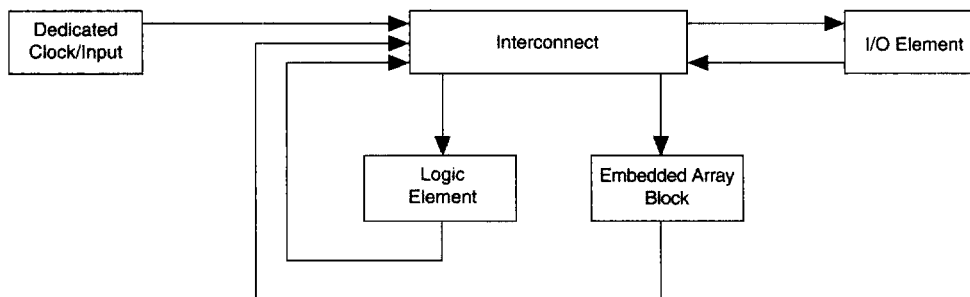 Dedicated
Clock/Input
Interconnect
I/O Element
Logic
Element
Embedded Array
Block